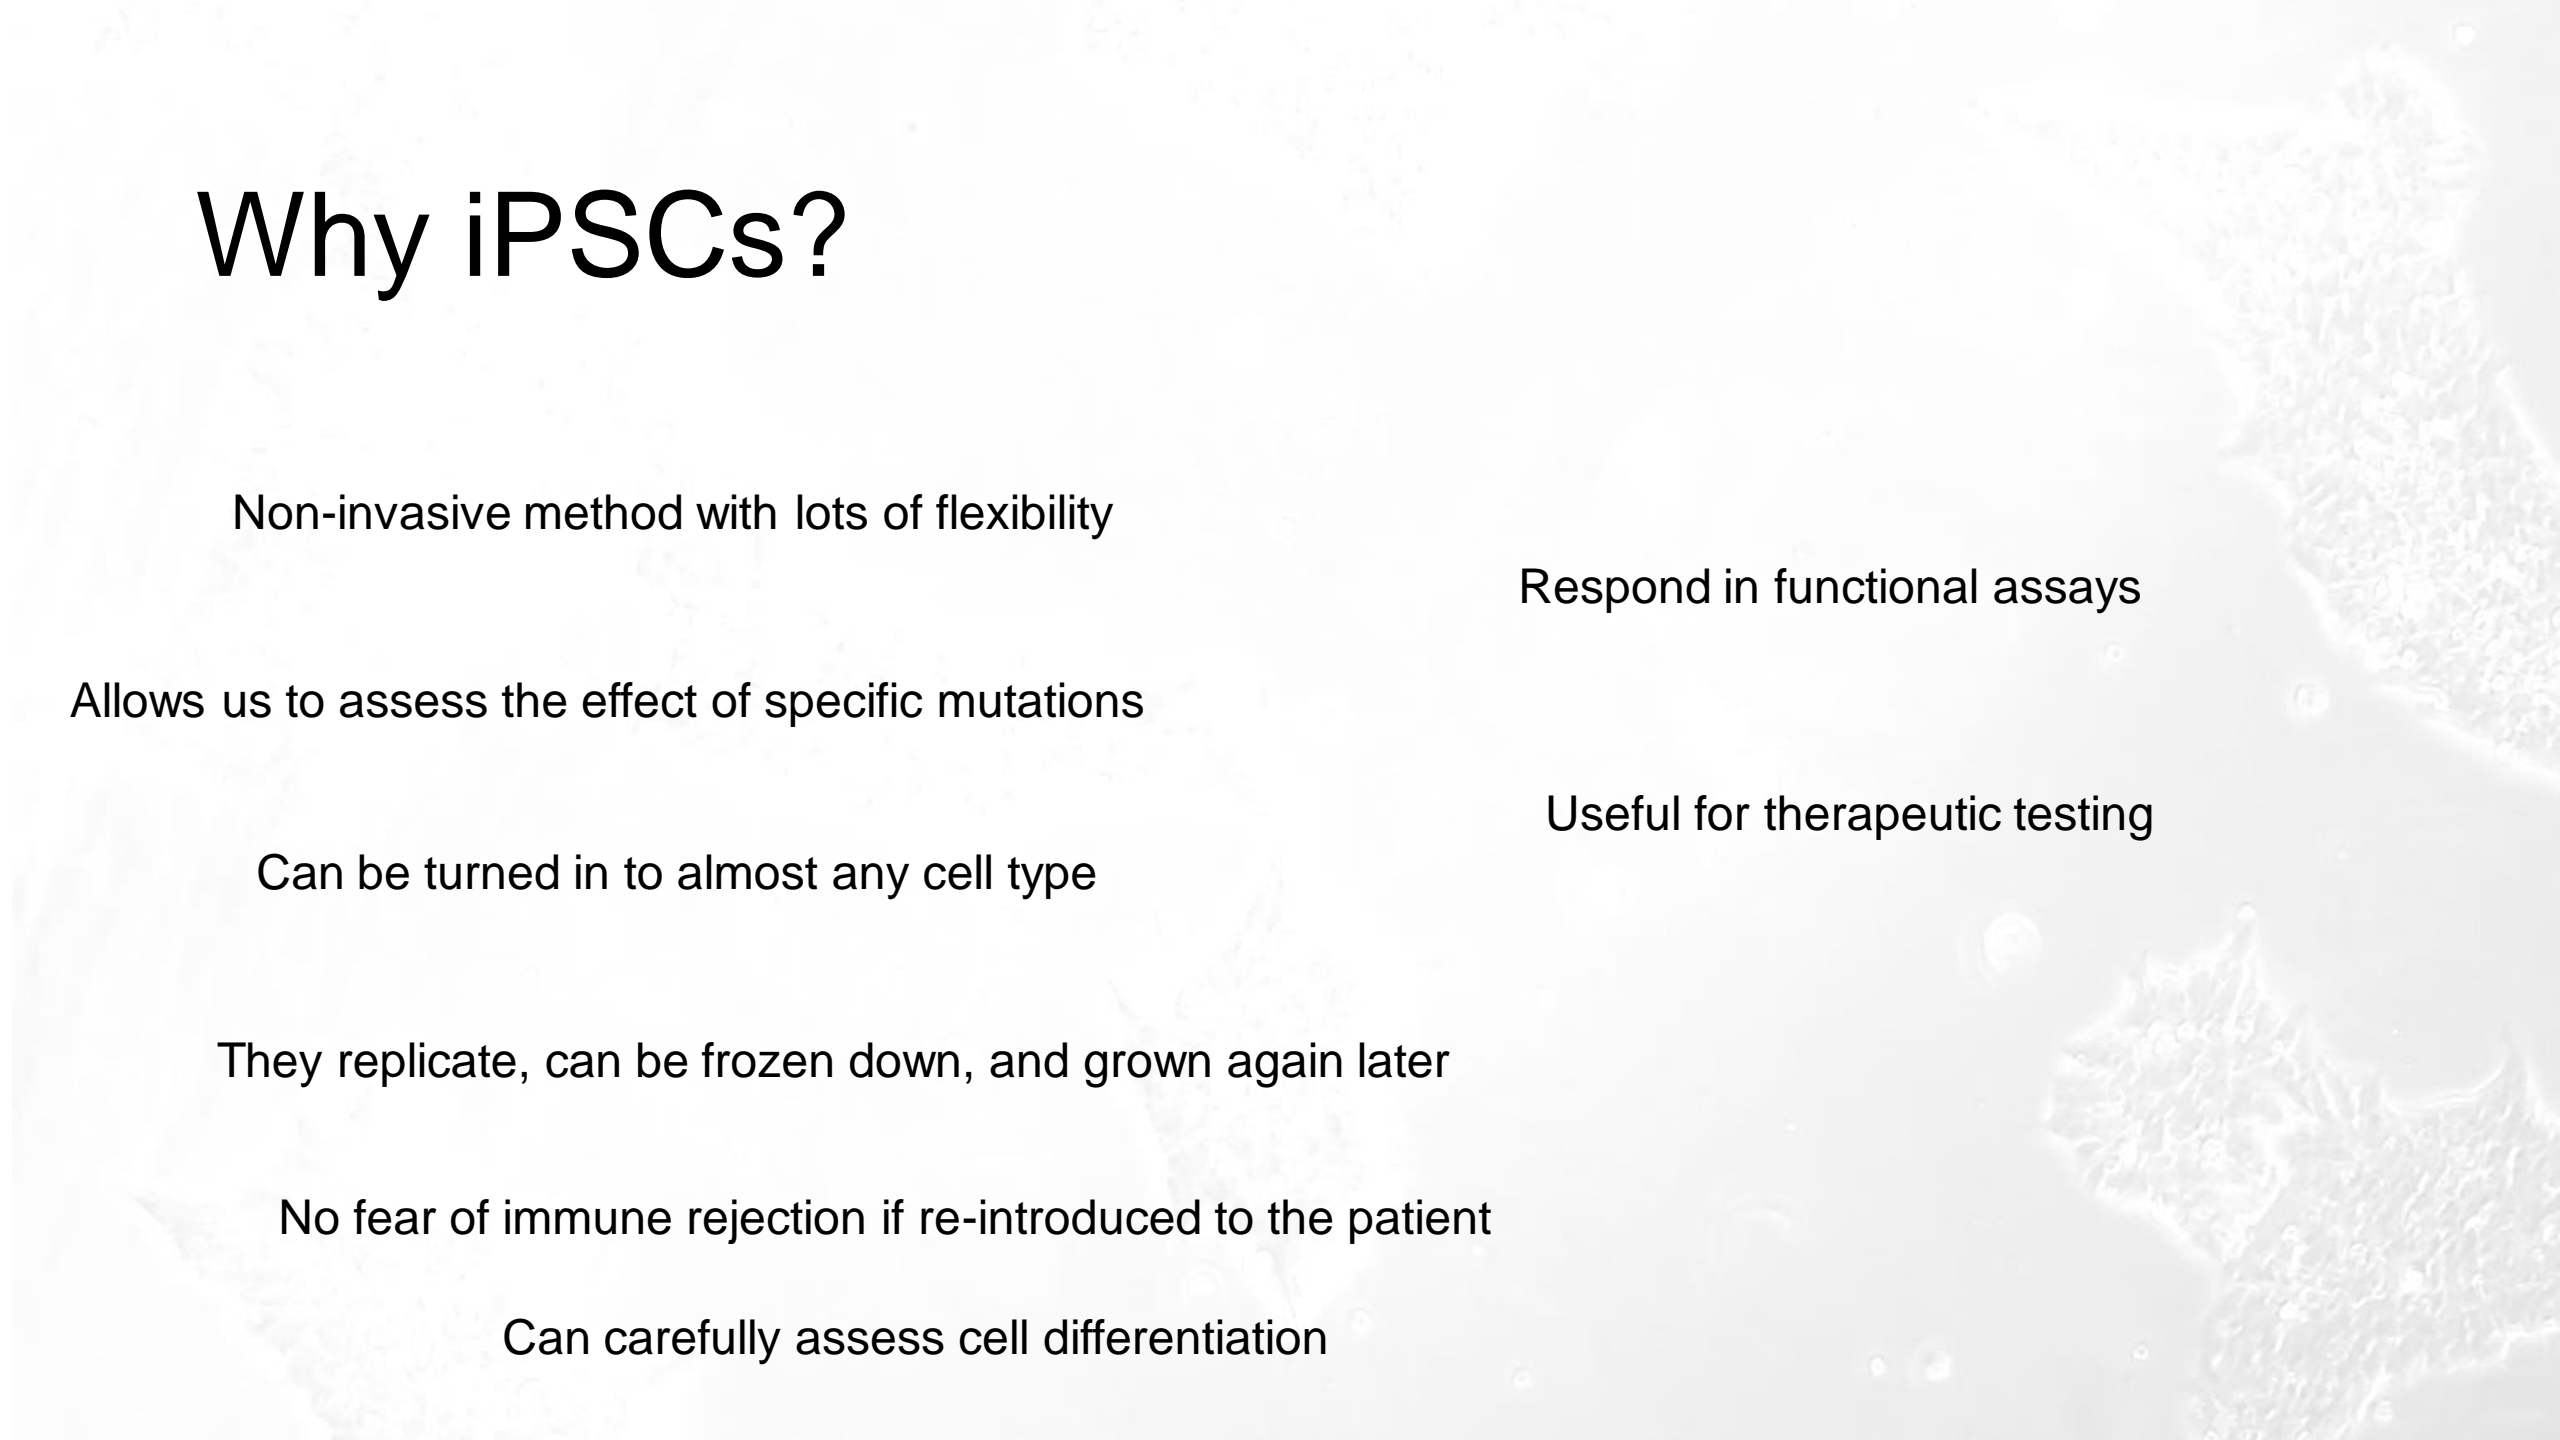 Why iPSCs?
Non-invasive method with lots of flexibility
Respond in functional assays
Allows us to assess the effect of specific mutations
Useful for therapeutic testing
Can be turned in to almost any cell type
They replicate, can be frozen down, and grown again later
No fear of immune rejection if re-introduced to the patient
Can carefully assess cell differentiation